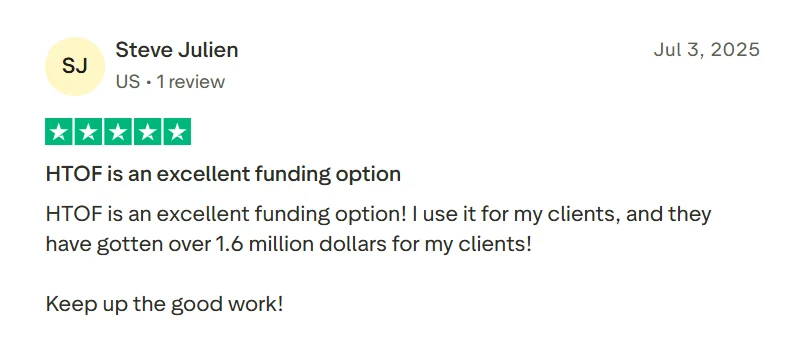 SJ
Steve Julien
Jul 3, 2025
US • 1 review
HTOF is an excellent funding option
HTOF is an excellent funding option! I use it for my clients, and they
have gotten over 1.6 million dollars for my clients!
Keep up the good work!